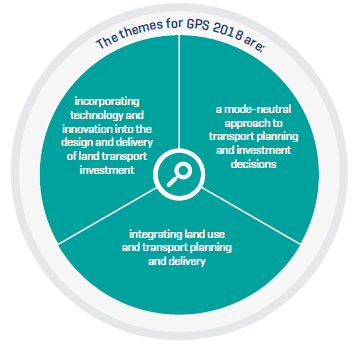 The themes for GPS 2018 are:
incorporating
technology and
innovation into the
design and delivery
of land transport
investment
a mode-neutral
approach to
transport planning
and investment
decisions
integrating land use
and transport planning
and delivery